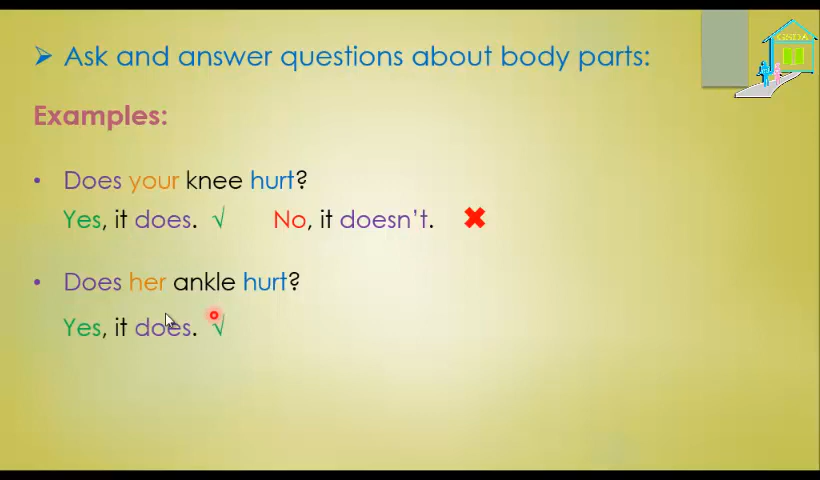 ➢ Ask and answer questions about body parts:
GSDA
Examples:
• Does your knee hurt?
Yes, it does. √ No, it doesn't. ✖
• Does her ankle hurt?
Yes, it does. √